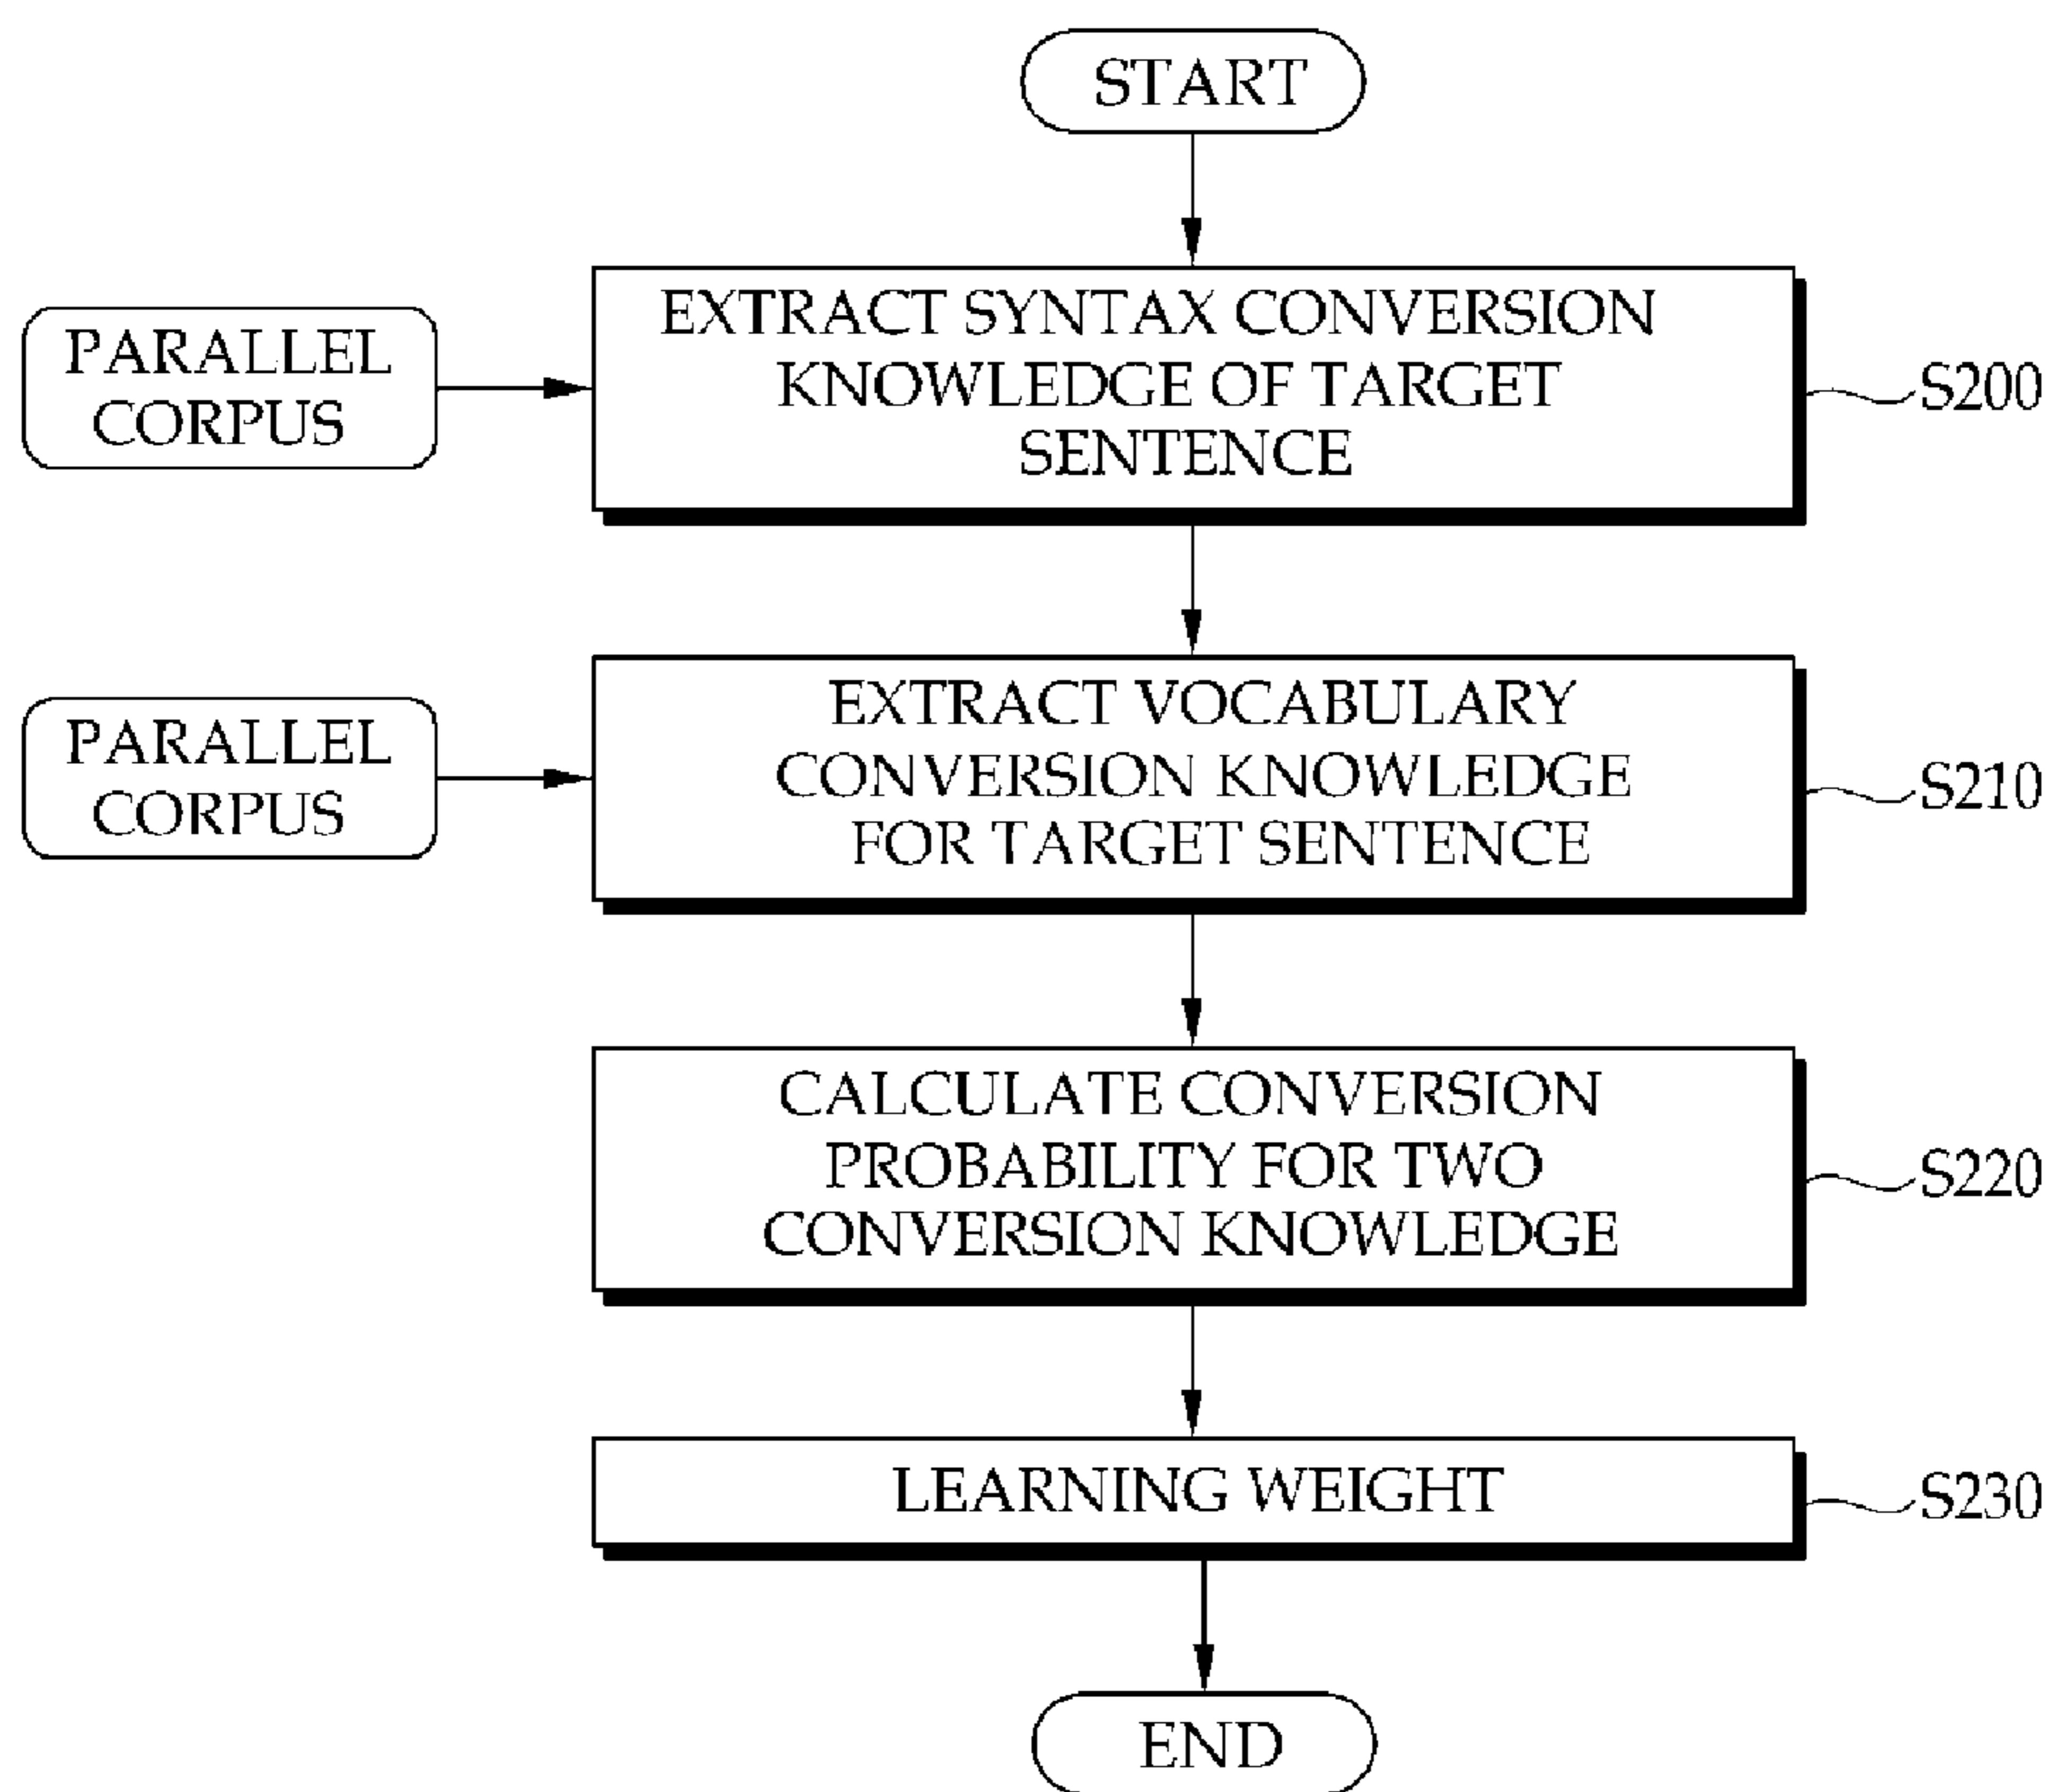 START
PARALLEL
CORPUS
EXTRACT SYNTAX CONVERSION
KNOWLEDGE OF TARGET
SENTENCE
S200
PARALLEL
CORPUS
EXTRACT VOCABULARY
CONVERSION KNOWLEDGE
FOR TARGET SENTENCE
S210
CALCULATE CONVERSION
PROBABILITY FOR TWO
CONVERSION KNOWLEDGE
S220
LEARNING WEIGHT
S230
END